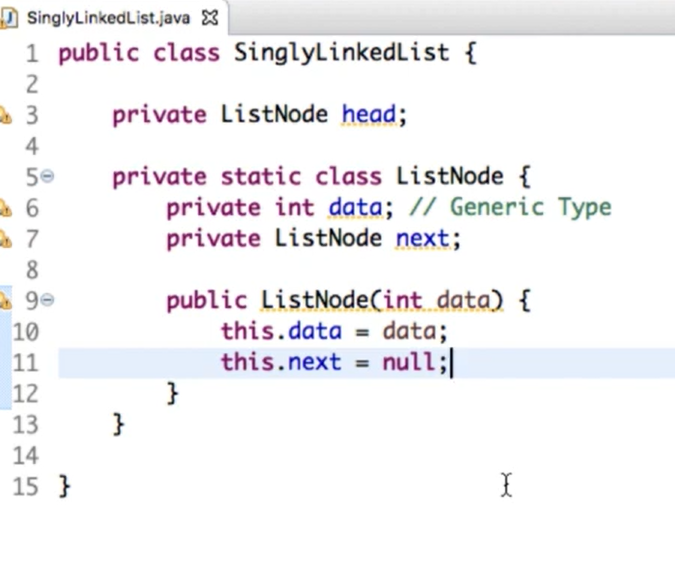 SinglyLinkedList.java
1 public class SinglyLinkedList {
2
3 private ListNode head;
4
5 private static class ListNode {
6 private int data; // Generic Type
7 private ListNode next;
8
9 public ListNode(int data) {
10 this.data = data;
11 this.next = null;
12 }
13 }
14
15 }